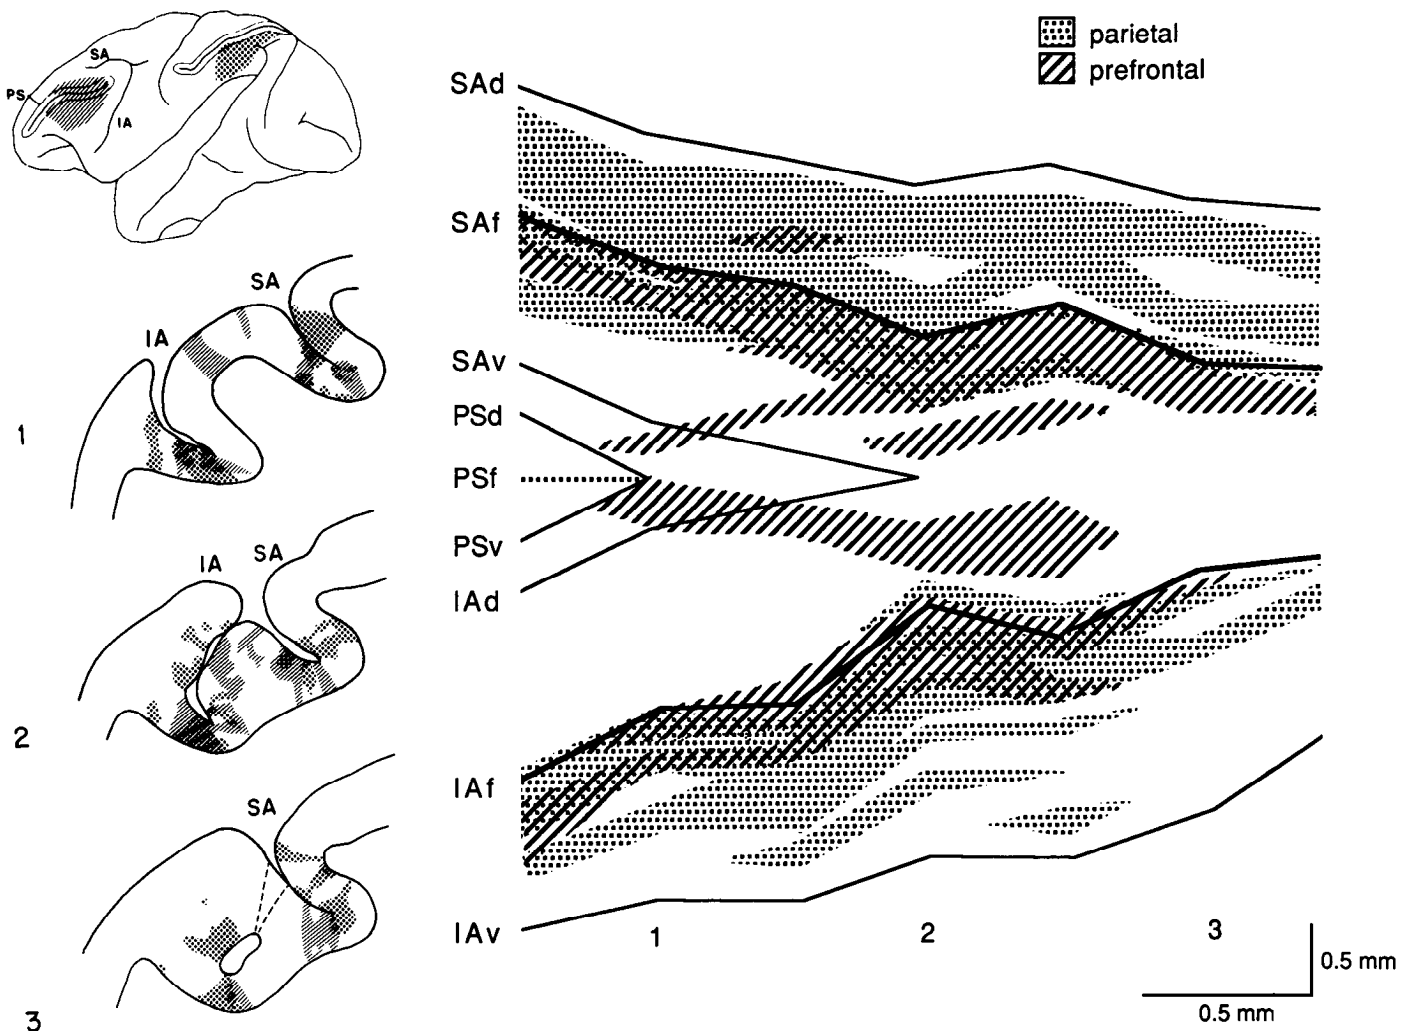 SA
PS
IA
SA
IA
1
IA
SA
2
SA
3
parietal
prefrontal
SAd
SAf
SAv
PSd
PSf
PSv
IAd
IAf
IAv
1
2
3
0.5 mm
0.5 mm